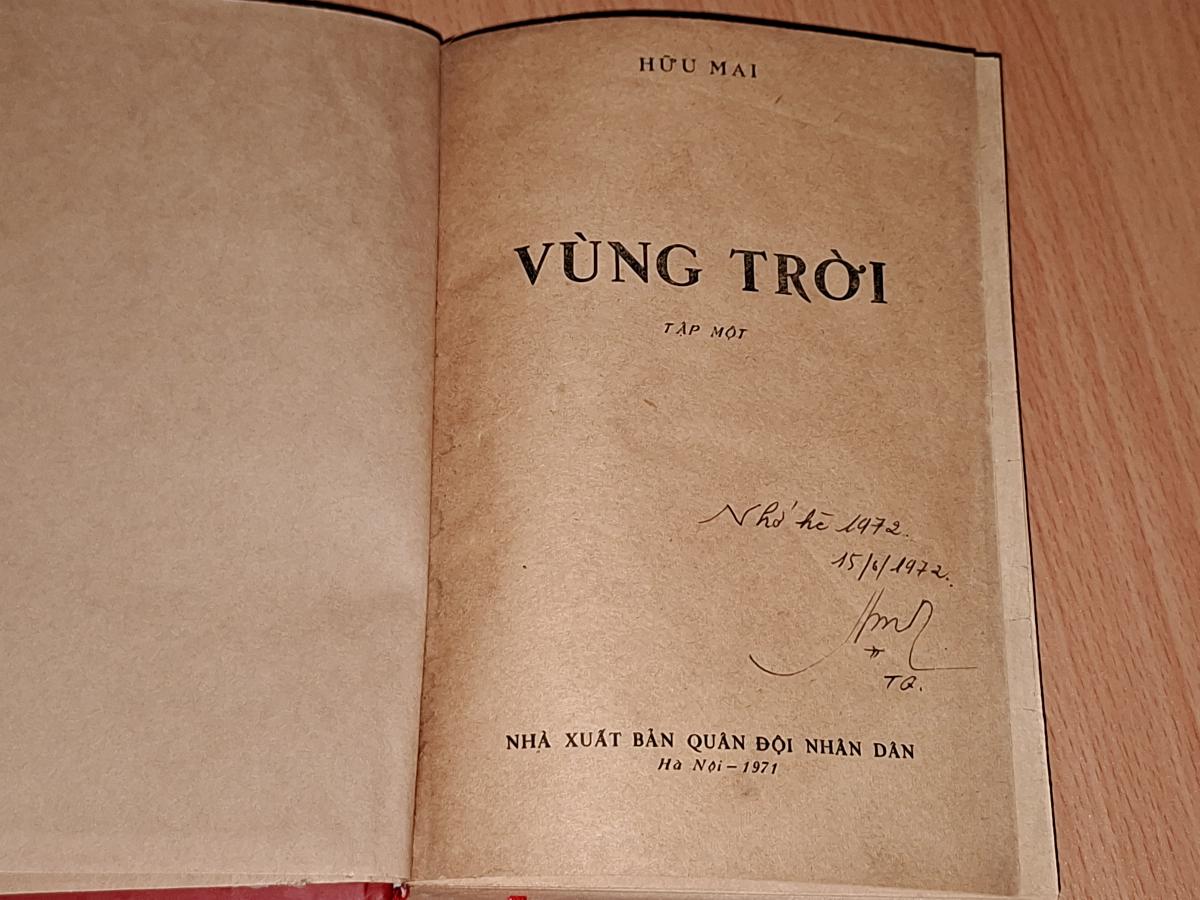 HỮU MAI
VÙNG TRỜI
TẬP MỘT
Nhớ hè 1972.
15/6/1972.
TQ.
NHÀ XUẤT BẢN QUÂN ĐỘI NHÂN DÂN
Hà Nội – 1971